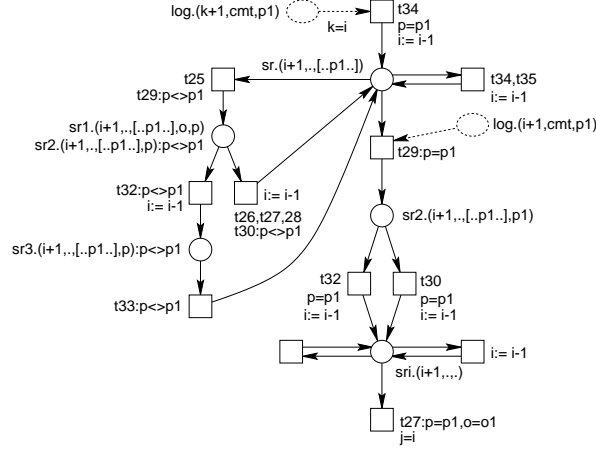 log.(k+1,cmt,p1)
k=i
t34
p=p1
i:= i-1
sr.(i+1,.,[..p1..])
t25
t29:p<>p1
t34,t35
i:= i-1
log.(i+1,cmt,p1)
t29:p=p1
sr1.(i+1,.,[..p1..],o,p)
sr2.(i+1,.,[..p1..],p):p<>p1
t32:p<>p1
i:= i-1
i:= i-1
t26,t27,28
t30:p<>p1
sr2.(i+1,.,[..p1..],p1)
sr3.(i+1,.,[..p1..],p):p<>p1
t33:p<>p1
t32
p=p1
i:= i-1
t30
p=p1
i:= i-1
i:= i-1
sri.(i+1,.,.)
t27:p=p1,o=o1
j=i